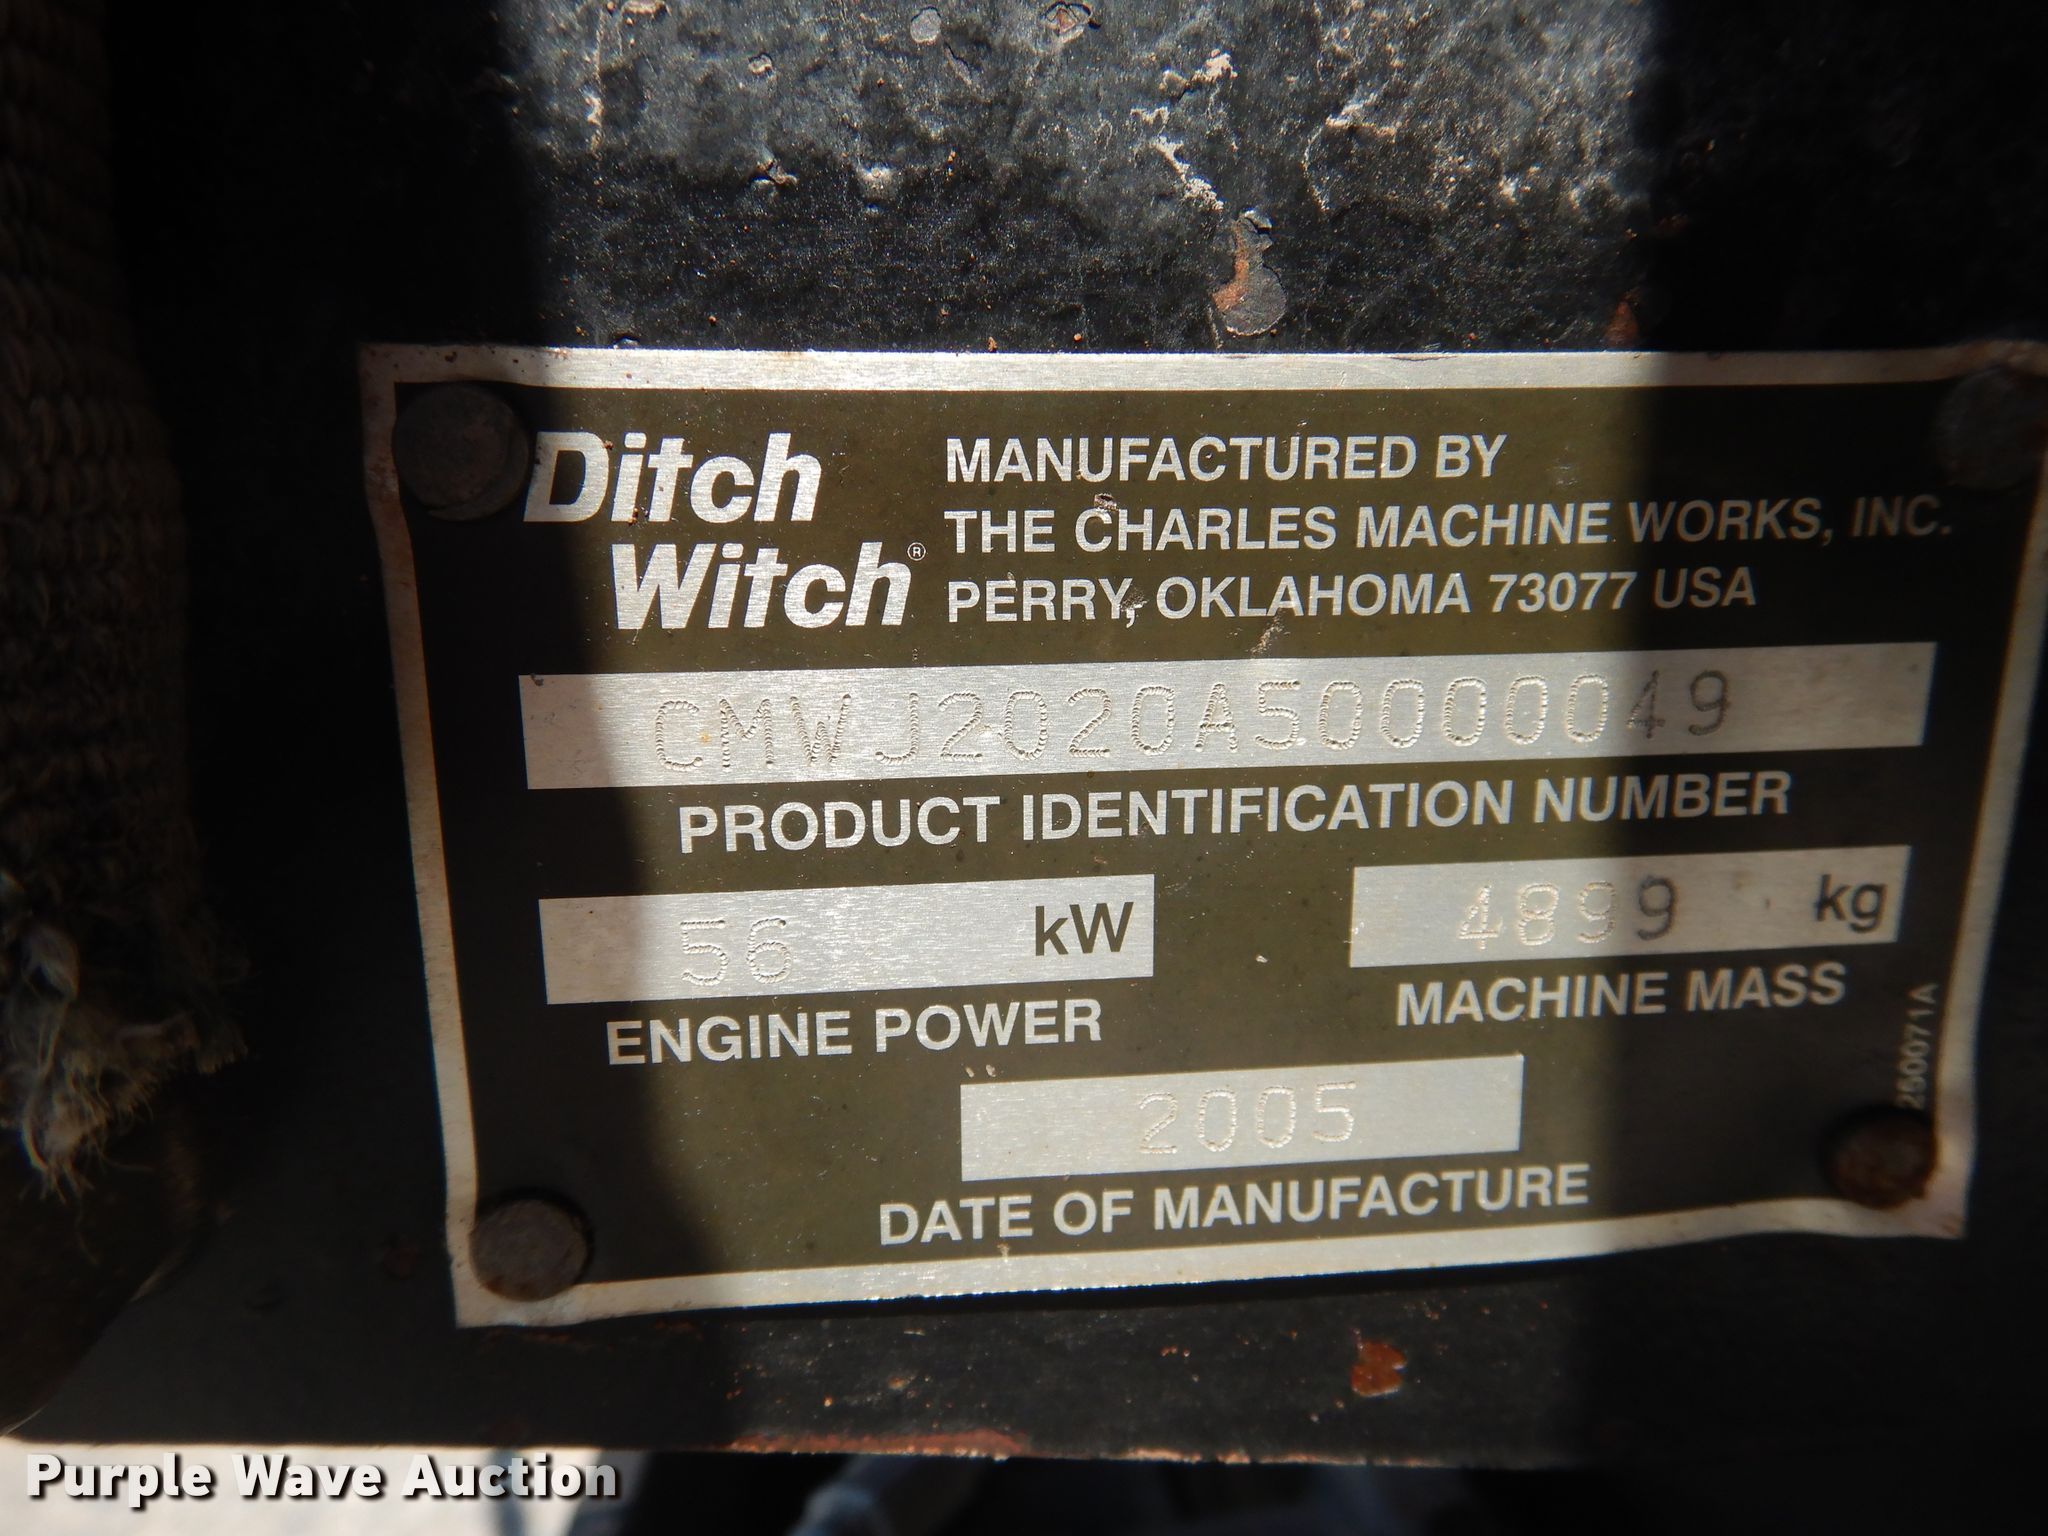 Ditch
Witch®
MANUFACTURED BY
THE CHARLES MACHINE WORKS, INC.
PERRY, OKLAHOMA 73077 USA
CMWJ2020A50000049
PRODUCT IDENTIFICATION NUMBER
56 kW
ENGINE POWER
4899 kg
MACHINE MASS
2005
DATE OF MANUFACTURE
250071A
Purple Wave Auction